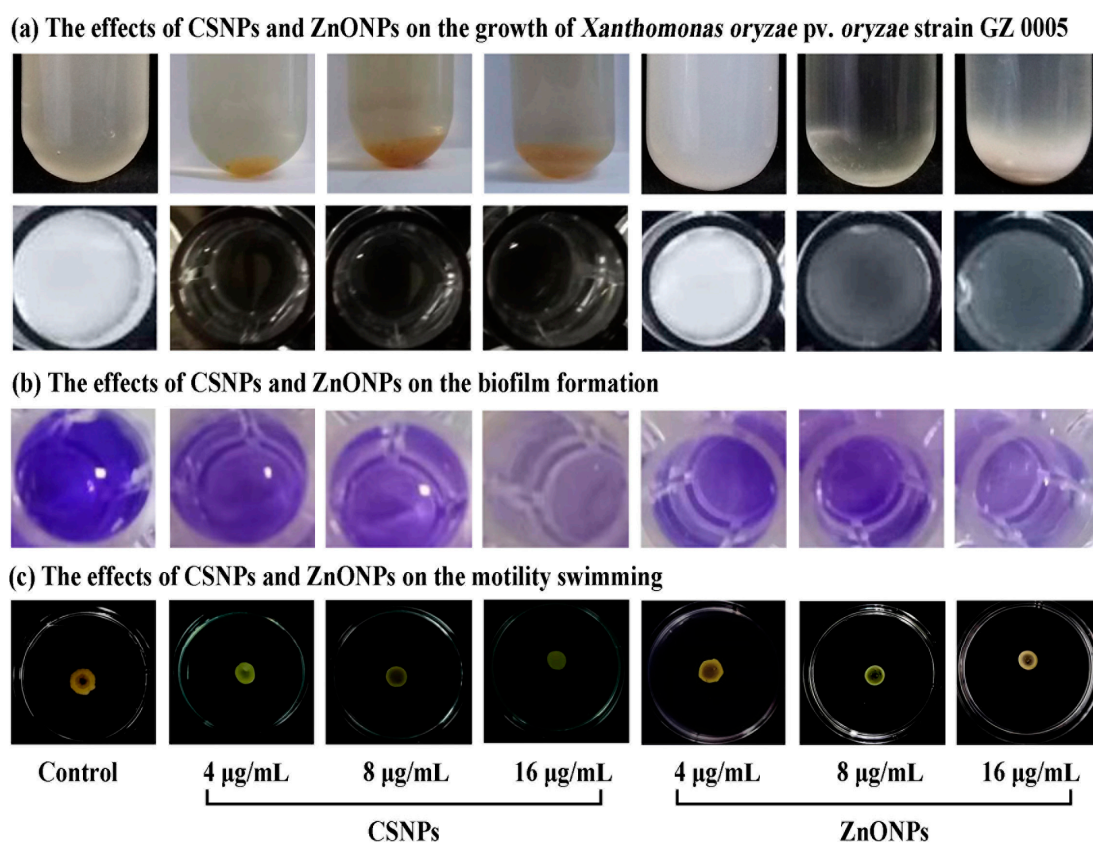 (a) The effects of CSNPs and ZnONPs on the growth of Xanthomonas oryzae pv. oryzae strain GZ 0005
(b) The effects of CSNPs and ZnONPs on the biofilm formation
(c) The effects of CSNPs and ZnONPs on the motility swimming
Control 4 μg/mL 8 μg/mL 16 μg/mL 4 μg/mL 8 μg/mL 16 μg/mL
CSNPs ZnONPs